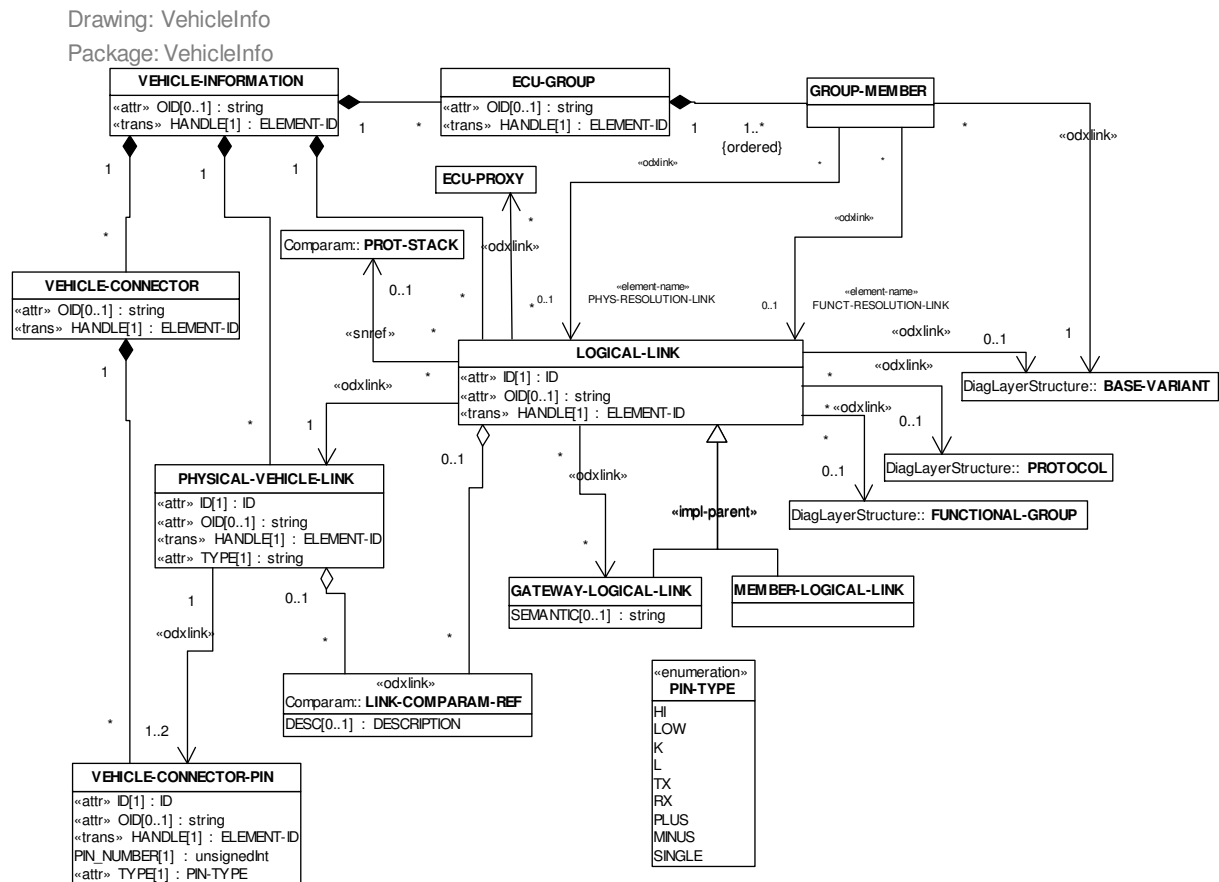 Drawing: VehicleInfo
Package: VehicleInfo
VEHICLE-INFORMATION
«attr» OID[0..1] : string
«trans» HANDLE[1] : ELEMENT-ID
1
*
ECU-GROUP
«attr» OID[0..1] : string
«trans» HANDLE[1] : ELEMENT-ID
1
1..*
{ordered}
GROUP-MEMBER
*
«odxlink»
1
1
1
1
«odxlink»
*
*
«odxlink»
ECU-PROXY
*
«odxlink»
*
Comparam:: PROT-STACK
0..1
«snref»
*
*
*
VEHICLE-CONNECTOR
«attr» OID[0..1] : string
«trans» HANDLE[1] : ELEMENT-ID
1
0..1
«element-name»
PHYS-RESOLUTION-LINK
0..1
«element-name»
FUNCT-RESOLUTION-LINK
«odxlink»
0..1
LOGICAL-LINK
«attr» ID[1] : ID
«attr» OID[0..1] : string
«trans» HANDLE[1] : ELEMENT-ID
*
«odxlink»
1
*
«odxlink»
*
0..1
*
«odxlink»
*
0..1
DiagLayerStructure:: BASE-VARIANT
DiagLayerStructure:: PROTOCOL
DiagLayerStructure:: FUNCTIONAL-GROUP
*
PHYSICAL-VEHICLE-LINK
«attr» ID[1] : ID
«attr» OID[0..1] : string
«trans» HANDLE[1] : ELEMENT-ID
«attr» TYPE[1] : string
0..1
*
«odxlink»
*
«impl-parent»
GATEWAY-LOGICAL-LINK
SEMANTIC[0..1] : string
MEMBER-LOGICAL-LINK
1
«odxlink»
0..1
*
*
«odxlink»
Comparam:: LINK-COMPARAM-REF
DESC[0..1] : DESCRIPTION
*
1..2
VEHICLE-CONNECTOR-PIN
«attr» ID[1] : ID
«attr» OID[0..1] : string
«trans» HANDLE[1] : ELEMENT-ID
PIN_NUMBER[1] : unsignedInt
«attr» TYPE[1] : PIN-TYPE
«enumeration»
PIN-TYPE
HI
LOW
K
L
TX
RX
PLUS
MINUS
SINGLE